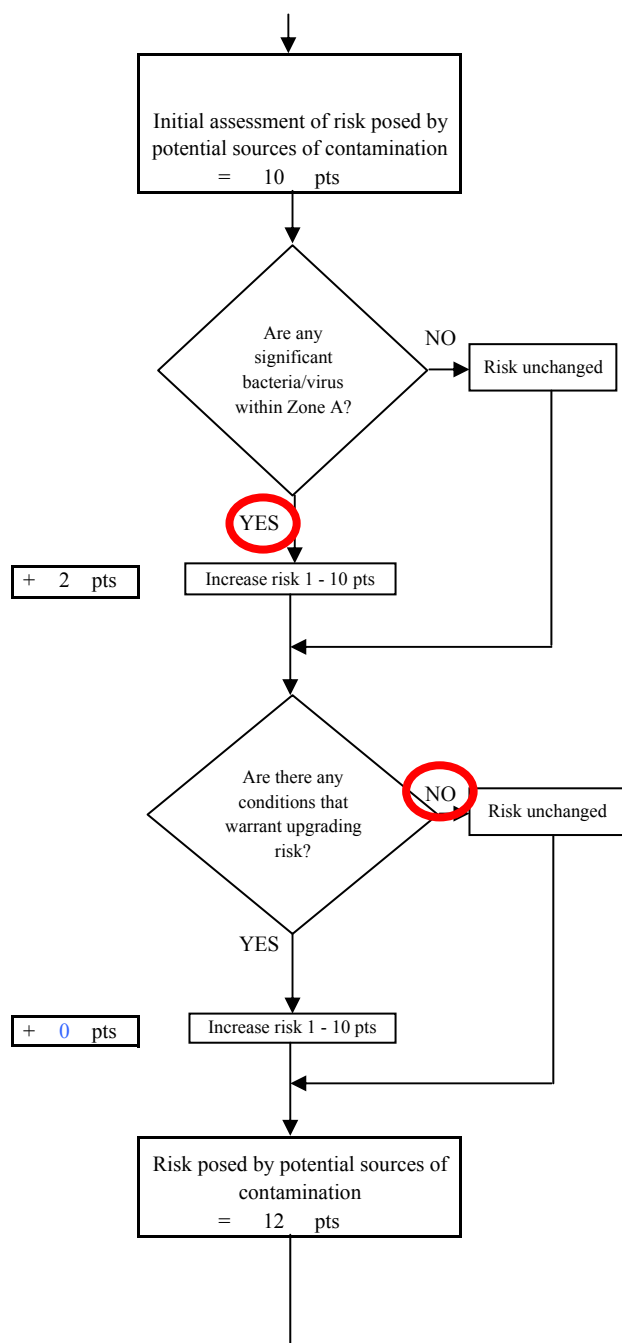 Initial assessment of risk posed by
potential sources of contamination
= 10 pts
Are any
significant
bacteria/virus
within Zone A?
NO
Risk unchanged
YES
+ 2 pts
Increase risk 1 - 10 pts
Are there any
conditions that
warrant upgrading
risk?
NO
Risk unchanged
YES
+ 0 pts
Increase risk 1 - 10 pts
Risk posed by potential sources of
contamination
= 12 pts